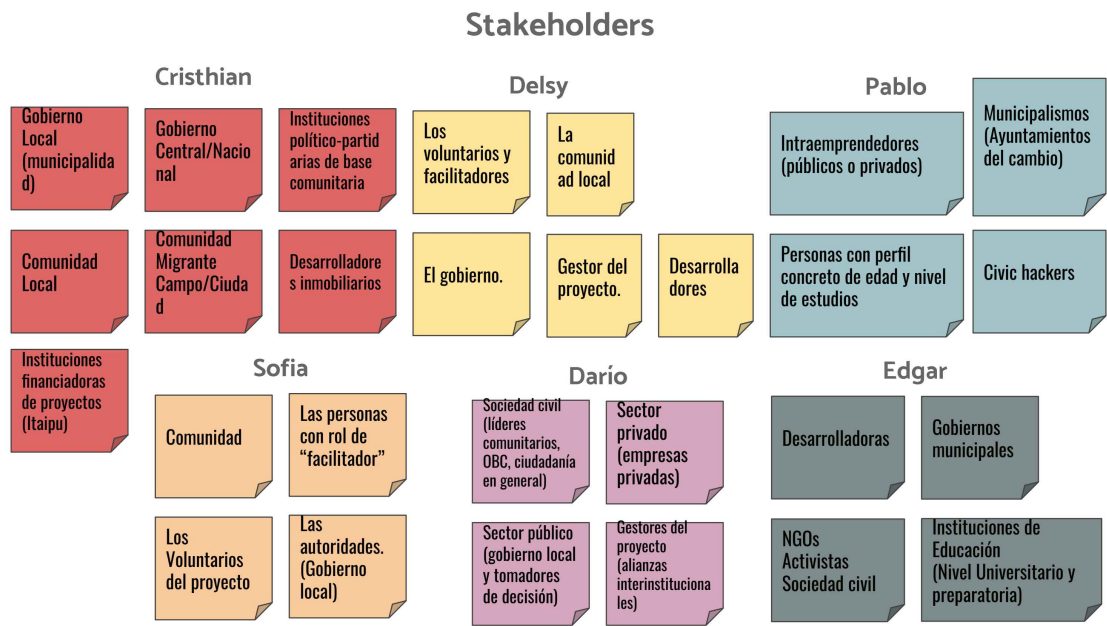 Stakeholders
Cristhian
Gobierno
Local
(municipalida
d)
Gobierno
Central/Nacio
nal
Instituciones
político-partid
arias de base
comunitaria
Comunidad
Local
Comunidad
Migrante
Campo/Ciuda
d
Desarrolladore
s inmobiliarios
Instituciones
financiadoras
de proyectos
(Itaipu)
Delsy
Los
voluntarios y
facilitadores
La
comunid
ad local
El gobierno.
Gestor del
proyecto.
Desarrolla
dores
Pablo
Intraemprendedores
(públicos o privados)
Municipalismos
(Ayuntamientos
del cambio)
Personas con perfil
concreto de edad y nivel
de estudios
Civic hackers
Sofia
Comunidad
Las personas
con rol de
“facilitador”
Los
Voluntarios
del proyecto
Las
autoridades.
(Gobierno
local)
Darío
Sociedad civil
(líderes
comunitarios,
OBC, ciudadanía
en general)
Sector
privado
(empresas
privadas)
Sector público
(gobierno local
y tomadores
de decisión)
Gestores del
proyecto
(alianzas
interinstituciona
les)
Edgar
Desarrolladoras
Gobiernos
municipales
NGOs
Activistas
Sociedad civil
Instituciones de
Educación
(Nivel Universitario y
preparatoria)